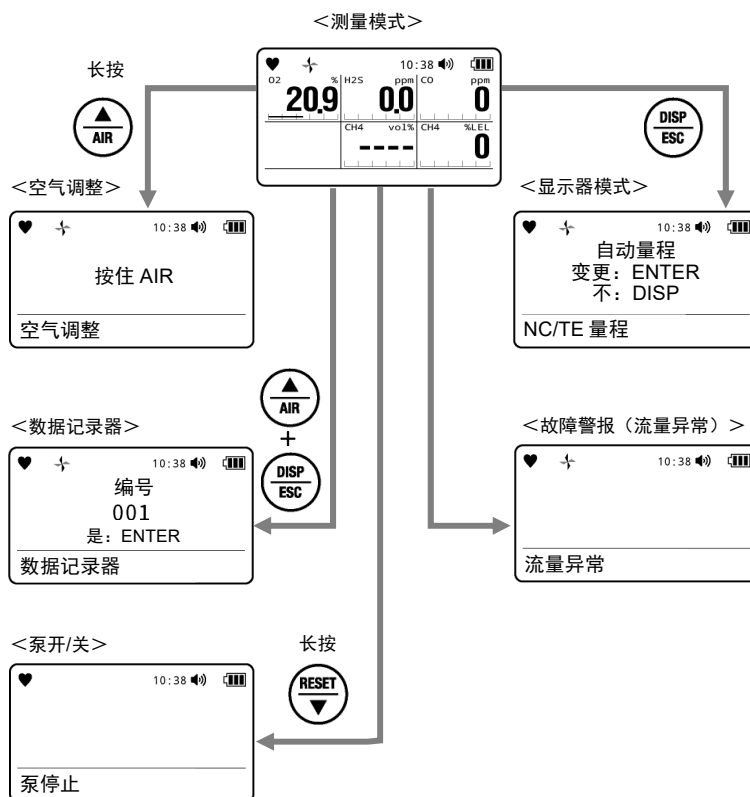 ＜测量模式＞
10:38
O2 % H2S ppm CO ppm
20.9 0.0 0
CH4 vol% CH4 %LEL
---- 0
长按
▲
AIR
DISP
ESC
＜空气调整＞
10:38
按住 AIR
空气调整
＜显示器模式＞
10:38
自动量程
变更：ENTER
不：DISP
NC/TE 量程
▲
AIR
+
DISP
ESC
＜数据记录器＞
10:38
编号
001
是：ENTER
数据记录器
＜故障警报（流量异常）＞
10:38
流量异常
＜泵开/关＞
10:38
泵停止
长按
RESET
▼